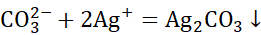 CO₃²⁻ + 2Ag⁺ = Ag₂CO₃ ↓